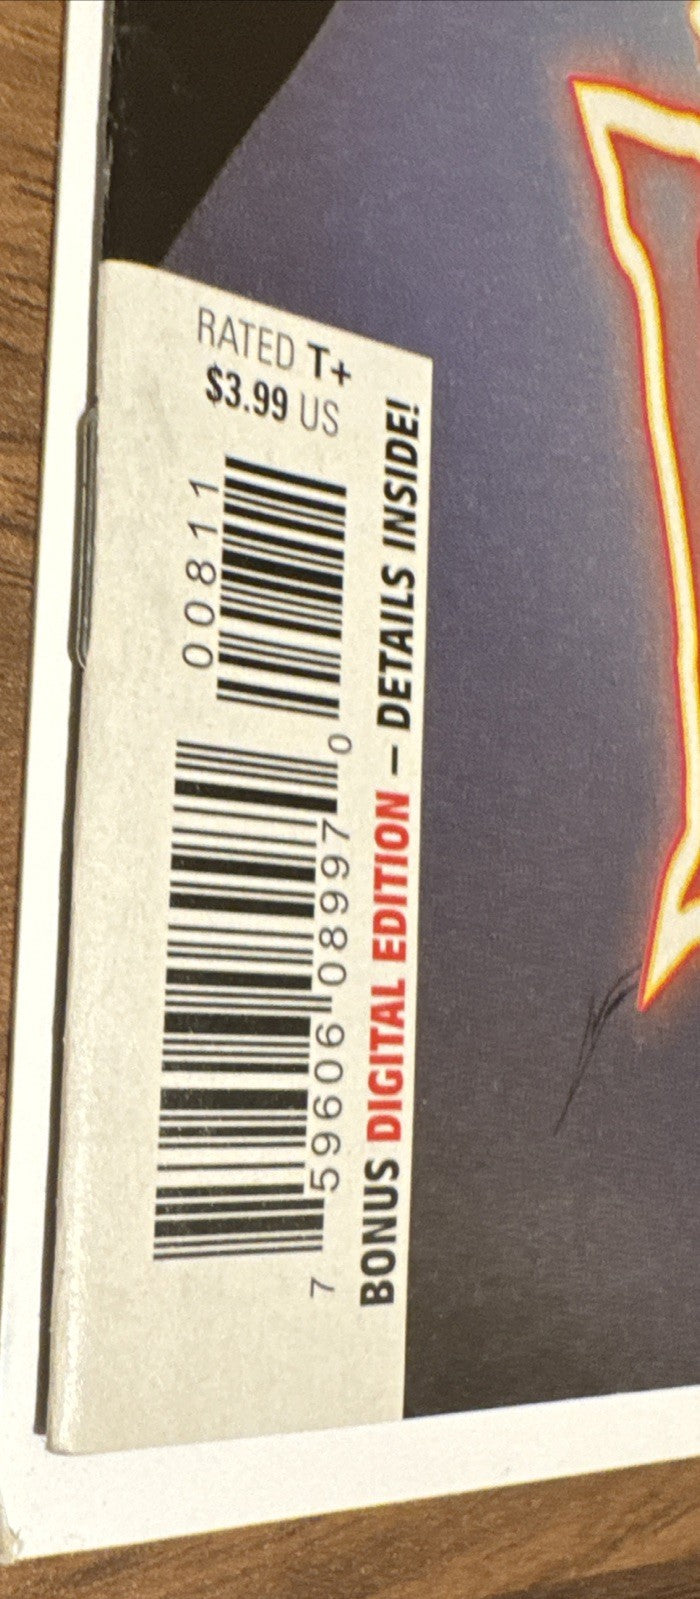 RATED T+
$3.99 US
00811
7 59606 08997 0
BONUS DIGITAL EDITION – DETAILS INSIDE!